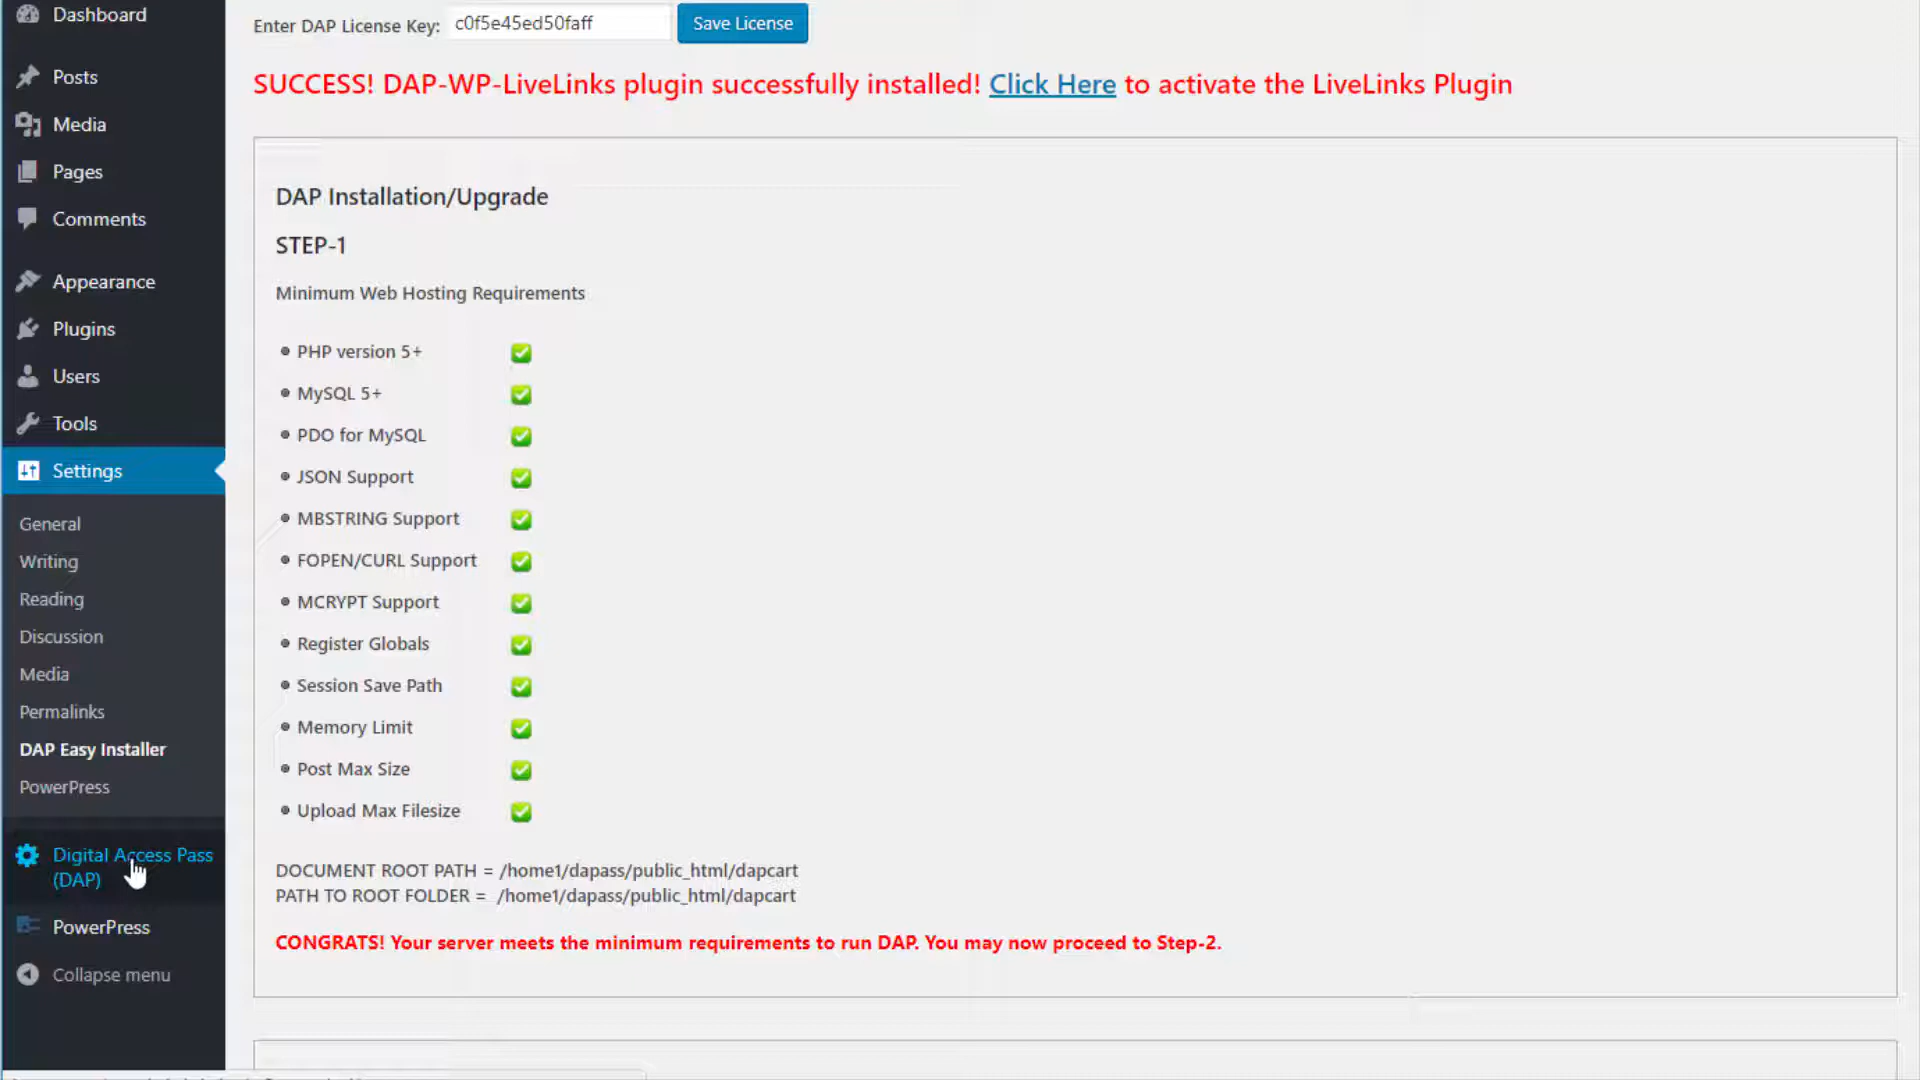 Dashboard
Posts
Media
Pages
Comments
Appearance
Plugins
Users
Tools
Settings
General
Writing
Reading
Discussion
Media
Permalinks
DAP Easy Installer
PowerPress
Digital Access Pass
(DAP)
PowerPress
Collapse menu
Enter DAP License Key: c0f5e45ed50faff Save License
SUCCESS! DAP-WP-LiveLinks plugin successfully installed! Click Here to activate the LiveLinks Plugin
DAP Installation/Upgrade
STEP-1
Minimum Web Hosting Requirements
PHP version 5+
MySQL 5+
PDO for MySQL
JSON Support
MBSTRING Support
FOPEN/CURL Support
MCRYPT Support
Register Globals
Session Save Path
Memory Limit
Post Max Size
Upload Max Filesize
DOCUMENT ROOT PATH = /home1/dapass/public_html/dapcart
PATH TO ROOT FOLDER = /home1/dapass/public_html/dapcart
CONGRATS! Your server meets the minimum requirements to run DAP. You may now proceed to Step-2.